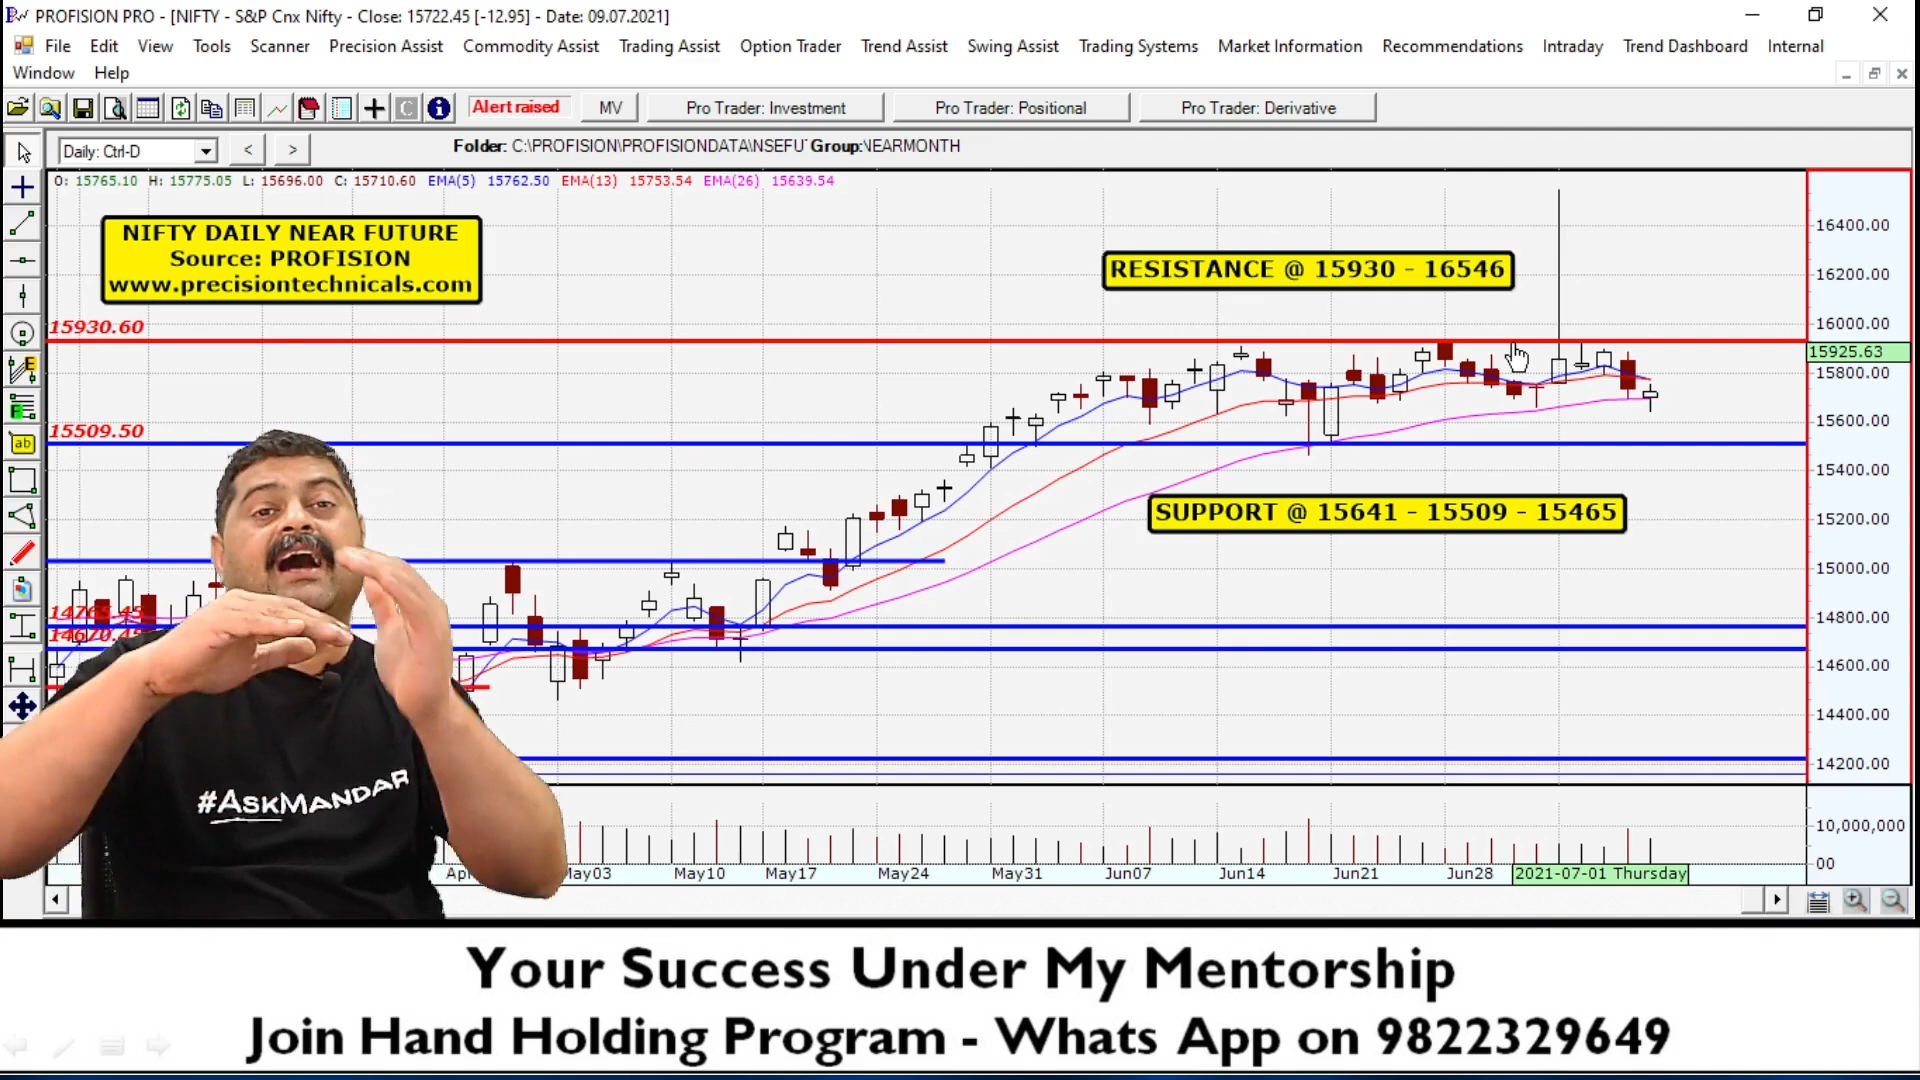 PROFISION PRO - [NIFTY - S&P Cnx Nifty - Close: 15722.45 [-12.95] - Date: 09.07.2021]
File Edit View Tools Scanner Precision Assist Commodity Assist Trading Assist Option Trader Trend Assist Swing Assist Trading Systems Market Information Recommendations Intraday Trend Dashboard Internal
Window Help
Alert raised MV Pro Trader: Investment Pro Trader: Positional Pro Trader: Derivative
Daily: Ctrl-D < > Folder: C:\PROFISION\PROFISIONDATA\NSEFU Group: NEARMONTH
O: 15765.10 H: 15775.05 L: 15696.00 C: 15710.60 EMA(5) 15762.50 EMA(13) 15753.54 EMA(26) 15639.54
NIFTY DAILY NEAR FUTURE
Source: PROFISION
www.precisiontechnicals.com
RESISTANCE @ 15930 - 16546
15930.60
15509.50
SUPPORT @ 15641 - 15509 - 15465
14765.45
14670.45
16400.00
16200.00
16000.00
15925.63
15800.00
15600.00
15400.00
15200.00
15000.00
14800.00
14600.00
14400.00
14200.00
10,000,000
00
#AskMANDAR
May03 May10 May17 May24 May31 Jun07 Jun14 Jun21 Jun28 2021-07-01 Thursday
Your Success Under My Mentorship
Join Hand Holding Program - Whats App on 9822329649